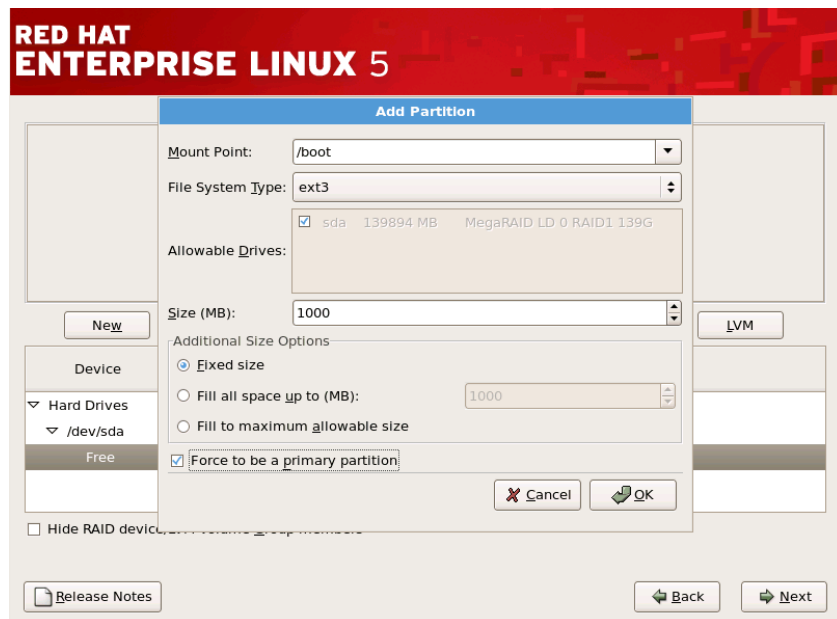 RED HAT
ENTERPRISE LINUX 5
Add Partition
Mount Point: /boot
File System Type: ext3
Allowable Drives: sda 139894 MB MegaRAID LD 0 RAID1 139G
Size (MB): 1000
New
LVM
Additional Size Options
Device
Fixed size
Hard Drives
Fill all space up to (MB): 1000
/dev/sda
Fill to maximum allowable size
Free
Force to be a primary partition
Cancel
OK
Hide RAID device/LVM Volume Group members
Release Notes
Back
Next